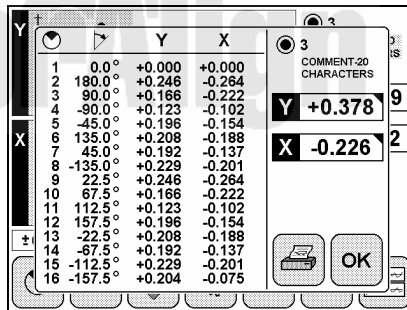 Y X
1 0.0° +0.000 +0.000
2 180.0° +0.246 -0.264
3 90.0° +0.166 -0.222
4 -90.0° +0.123 -0.102
5 -45.0° +0.196 -0.154
6 135.0° +0.208 -0.188
7 45.0° +0.192 -0.137
8 -135.0° +0.229 -0.201
9 22.5° +0.246 -0.264
10 67.5° +0.166 -0.222
11 112.5° +0.123 -0.102
12 157.5° +0.196 -0.154
13 -22.5° +0.208 -0.188
14 -67.5° +0.192 -0.137
15 -112.5° +0.229 -0.201
16 -157.5° +0.204 -0.075
3
COMMENT-20
CHARACTERS
Y +0.378
X -0.226
OK
Y
X
3
9
2